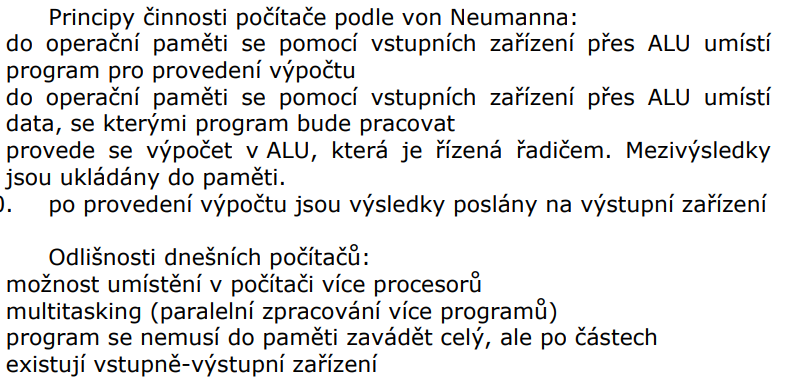 Principy činnosti počítače podle von Neumanna:
do operační paměti se pomocí vstupních zařízení přes ALU umístí
program pro provedení výpočtu
do operační paměti se pomocí vstupních zařízení přes ALU umístí
data, se kterými program bude pracovat
provede se výpočet v ALU, která je řízená řadičem. Mezivýsledky
jsou ukládány do paměti.
0. po provedení výpočtu jsou výsledky poslány na výstupní zařízení
Odlišnosti dnešních počítačů:
možnost umístění v počítači více procesorů
multitasking (paralelní zpracování více programů)
program se nemusí do paměti zavádět celý, ale po částech
existují vstupně-výstupní zařízení